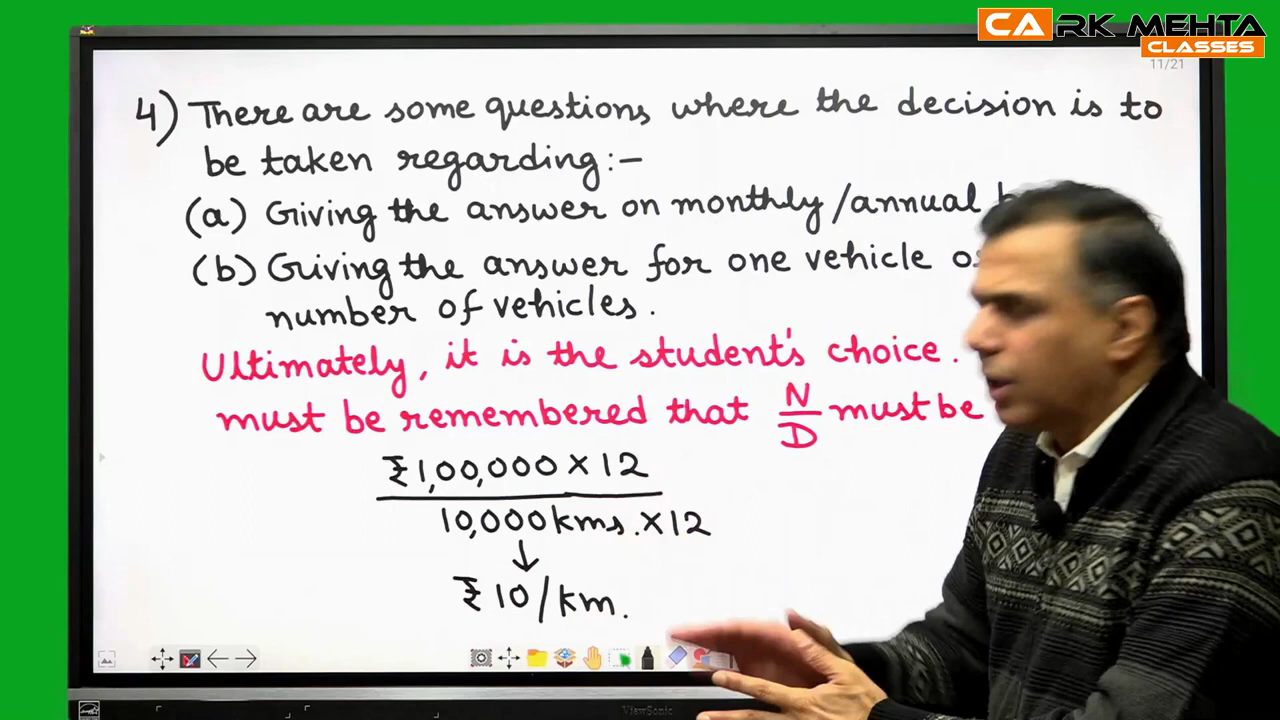 CA RK MEHTA
CLASSES
11/21
4) There are some questions where the decision is to
be taken regarding:-
(a) Giving the answer on monthly/annual
(b) Giving the answer for one vehicle
number of vehicles.
Ultimately, it is the student's choice.
must be remembered that N/D must be
₹1,00,000 × 12
10,000 kms. × 12
↓
₹10/km.
ViewSonic